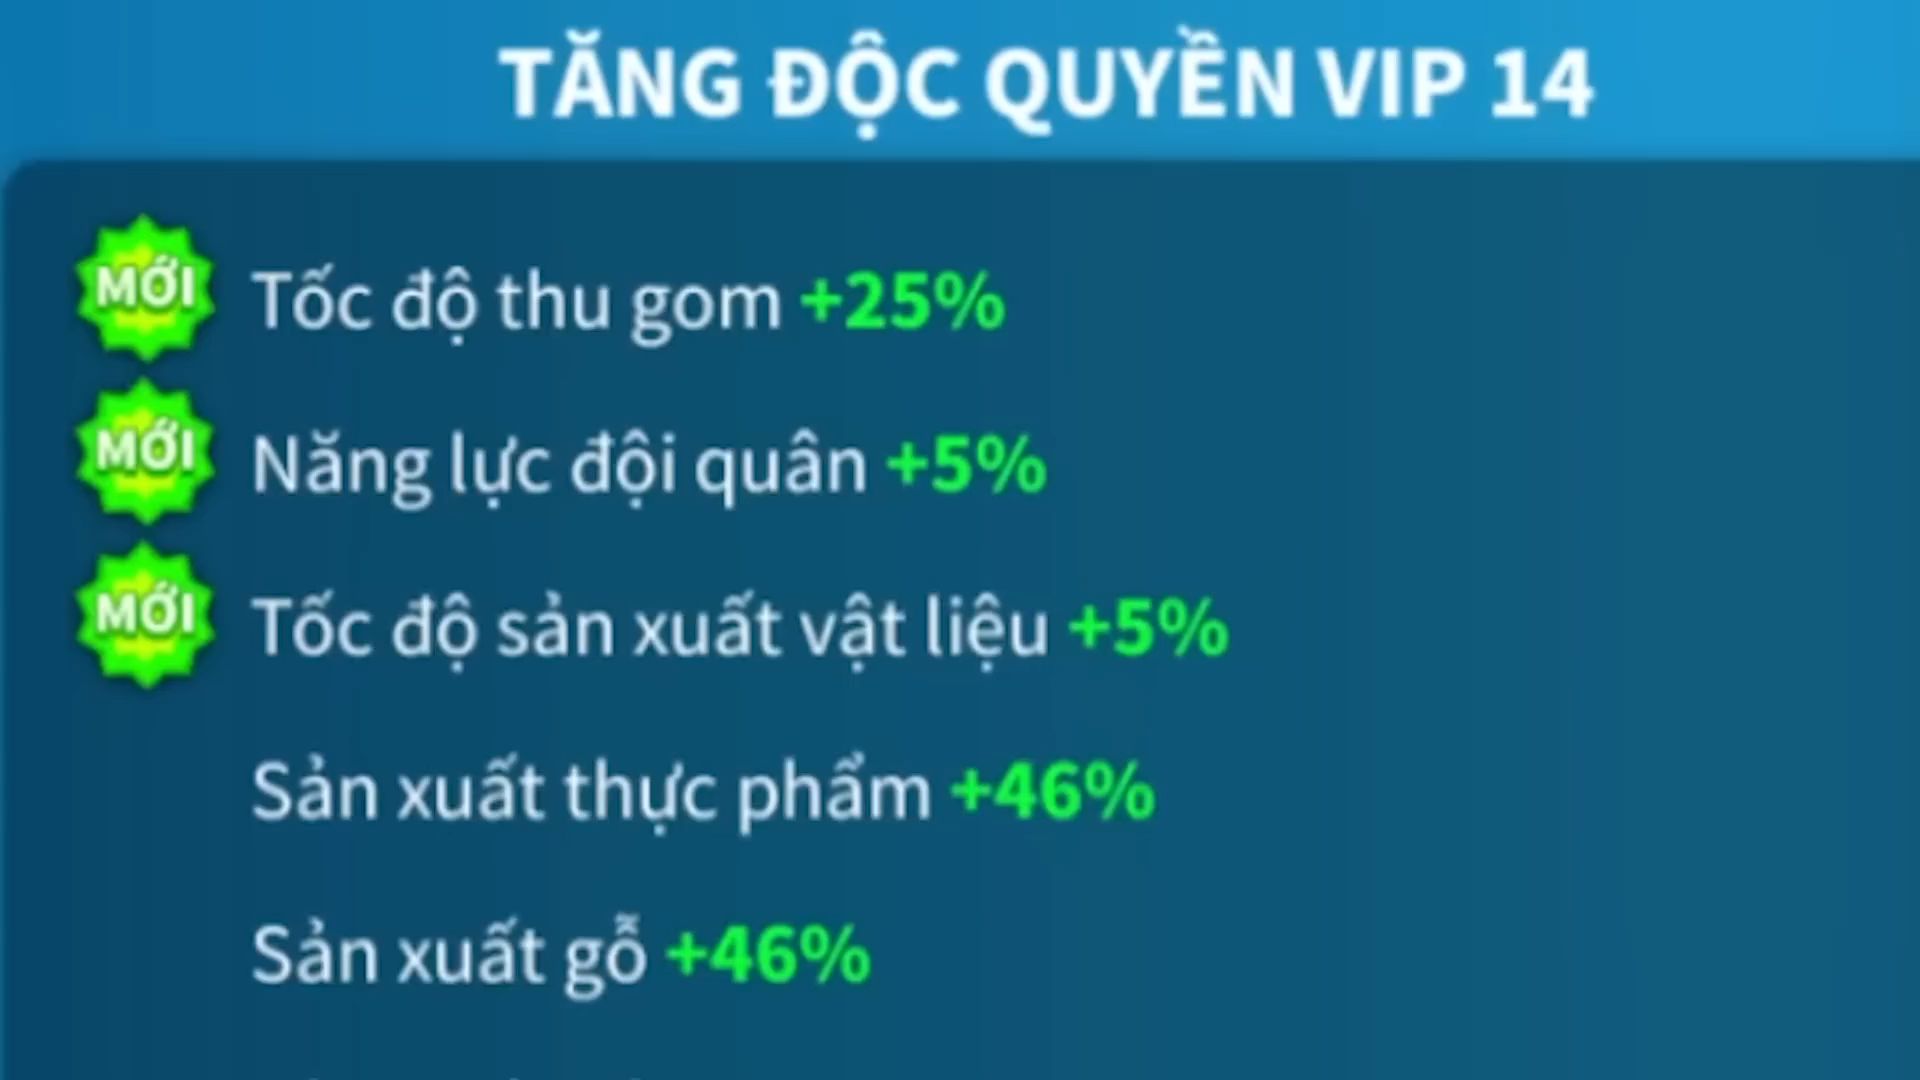 TĂNG ĐỘC QUYỀN VIP 14
MỚI Tốc độ thu gom +25%
MỚI Năng lực đội quân +5%
MỚI Tốc độ sản xuất vật liệu +5%
Sản xuất thực phẩm +46%
Sản xuất gỗ +46%